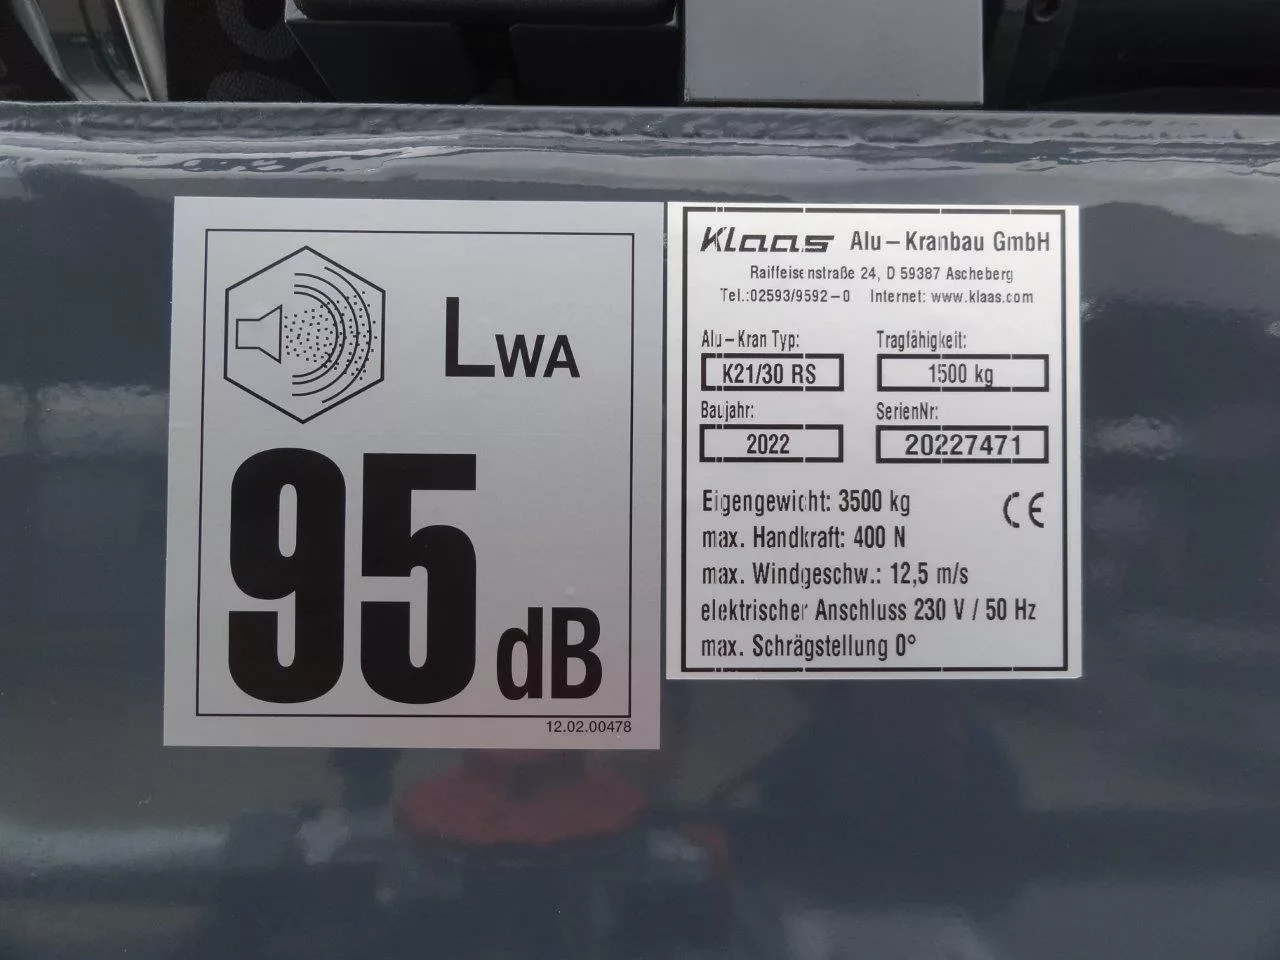 LWA
95 dB
12.02.00478
Klaas Alu-Kranbau GmbH
Raiffeisenstraße 24, D 59387 Ascheberg
Tel.:02593/9592-0 Internet: www.klaas.com
Alu-Kran Typ: Tragfähigkeit:
K21/30 RS 1500 kg
Baujahr: SerienNr:
2022 20227471
Eigengewicht: 3500 kg CE
max. Handkraft: 400 N
max. Windgeschw.: 12,5 m/s
elektrischer Anschluss 230 V / 50 Hz
max. Schrägstellung 0°